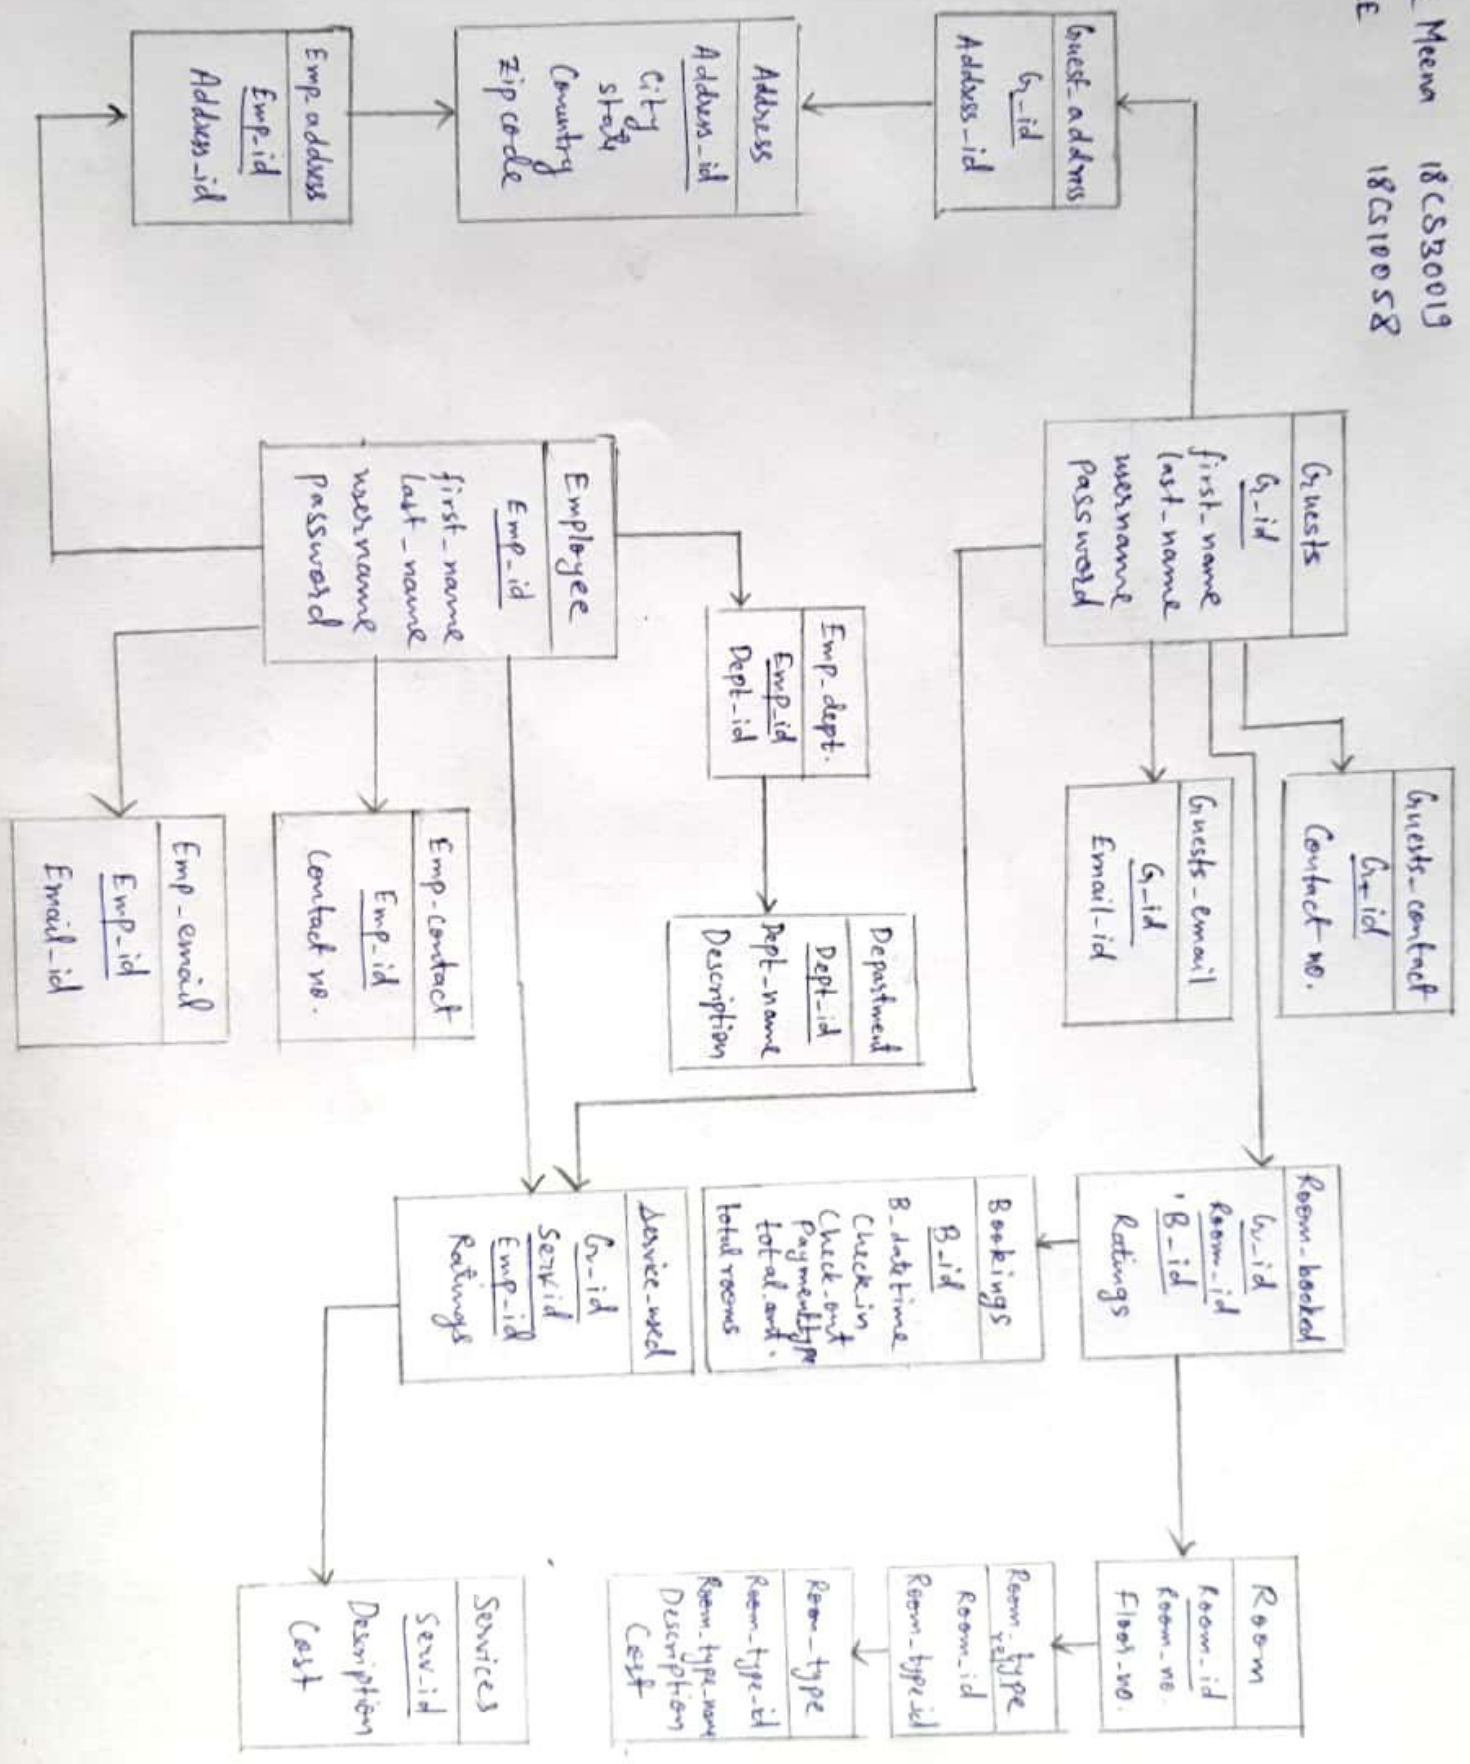 Meena 18CS30019
E 18CS10058
Guest_address
G_id
Address_id
Address
Address_id
City
state
Country
Zip code
Emp_address
Emp_id
Address_id
Guests
G_id
first_name
last_name
username
password
Employee
Emp_id
first_name
last_name
username
password
Emp_dept.
Emp_id
Dept_id
Guests_contact
G_id
Contact no.
Guests_email
G_id
Email_id
Department
Dept_id
Dept_name
Description
Emp_contact
Emp_id
Contact no.
Emp_email
Emp_id
Email_id
Room_booked
G_id
Room_id
B_id
Ratings
Bookings
B_id
B_datetime
Check_in
Check_out
Paymenttype
total_amt.
total rooms
Service_used
G_id
Servid
Emp_id
Ratings
Room
Room_id
Room_no.
Floor_no.
Room_type
rel
Room_id
Room_type_id
Room_type
Room_type_id
Room_type_name
Description
Cost
Services
Serv_id
Description
Cost